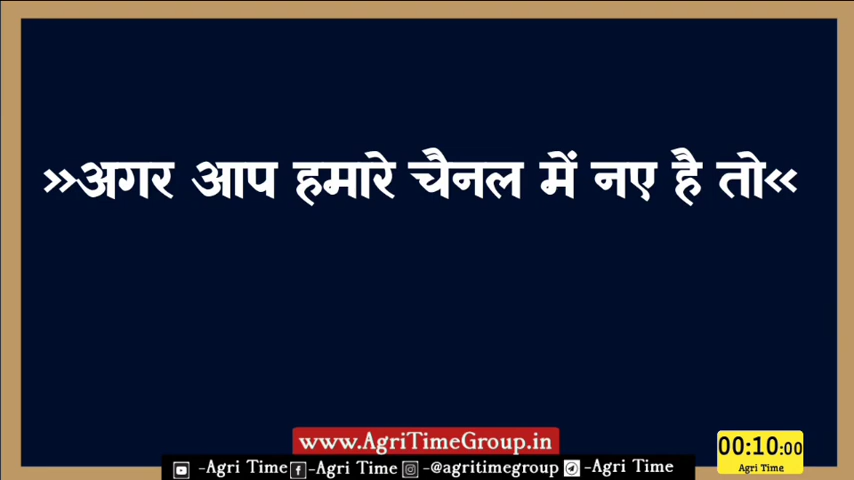 »अगर आप हमारे चैनल में नए है तो«
www.AgriTimeGroup.in
-Agri Time -Agri Time -@agritimegroup -Agri Time
00:10:00
Agri Time